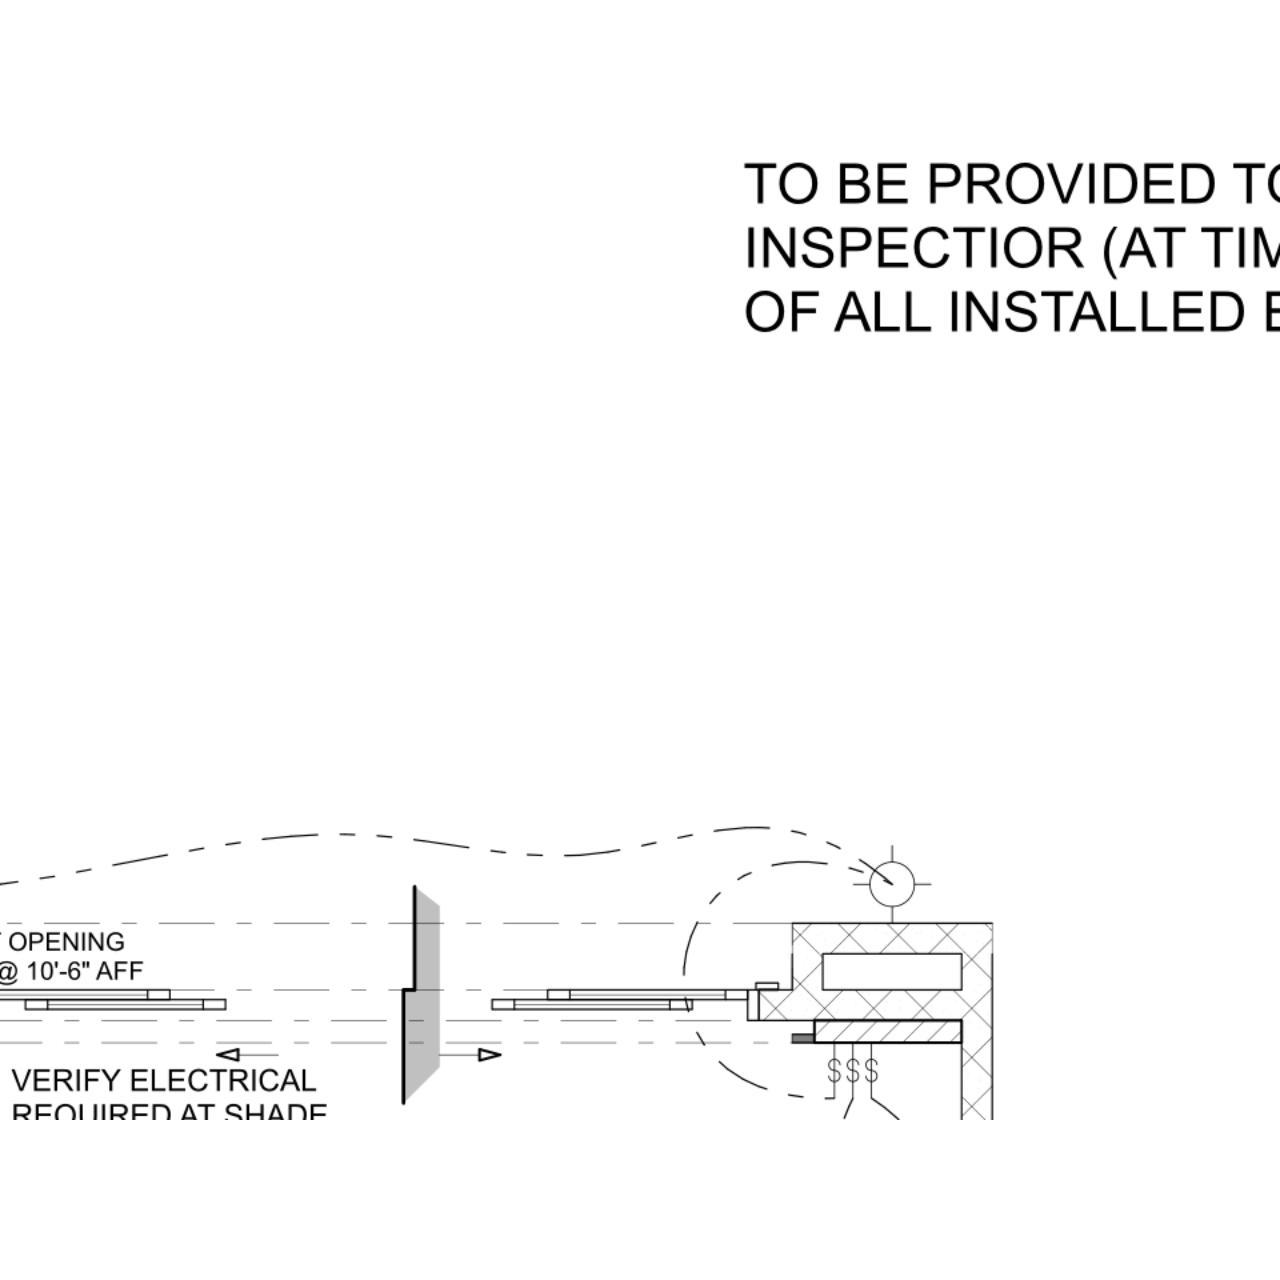 TO BE PROVIDED TO
INSPECTIOR (AT TIM
OF ALL INSTALLED
OPENING
@ 10'-6" AFF
VERIFY ELECTRICAL
REQUIRED AT SHADE
$ $ $